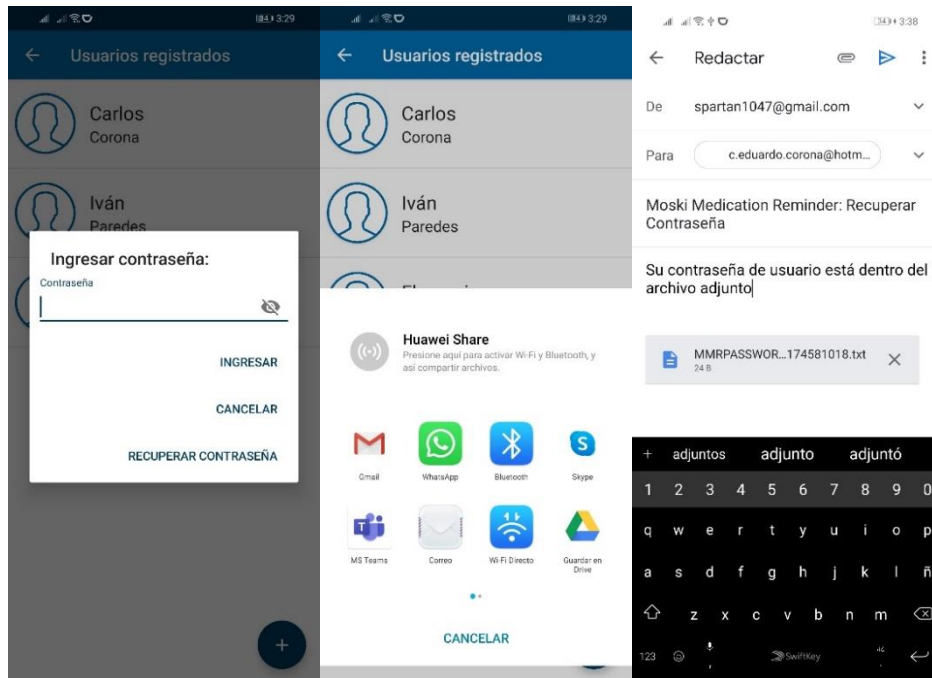 3:29
Usuarios registrados
Carlos
Corona
Iván
Paredes
Ingresar contraseña:
Contraseña
INGRESAR
CANCELAR
RECUPERAR CONTRASEÑA
+
3:29
Usuarios registrados
Carlos
Corona
Iván
Paredes
Huawei Share
Presione aquí para activar Wi-Fi y Bluetooth, y
así compartir archivos.
Gmail WhatsApp Bluetooth Skype
MS Teams Correo Wi-Fi Directo Guardar en
Drive
CANCELAR
3:38
Redactar
De spartan1047@gmail.com
Para c.eduardo.corona@hotm...
Moski Medication Reminder: Recuperar
Contraseña
Su contraseña de usuario está dentro del
archivo adjunto
MMRPASSWOR...174581018.txt
24 B
+ adjuntos adjunto adjuntó
1 2 3 4 5 6 7 8 9 0
q w e r t y u i o p
a s d f g h j k l ñ
z x c v b n m
123 , SwiftKey .